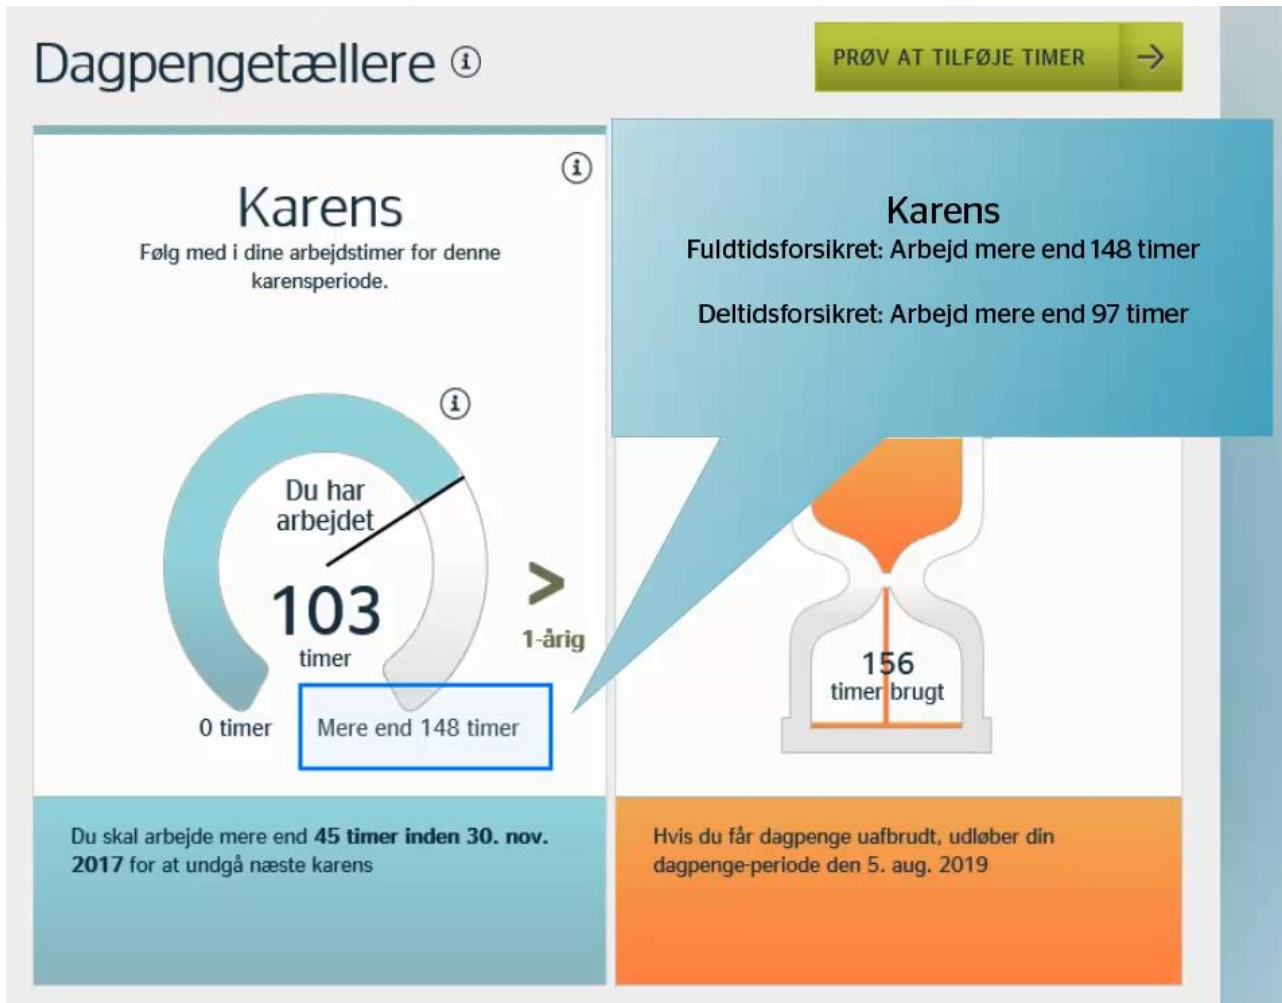 Dagpengetællere
PRØV AT TILFØJE TIMER
Karens
Følg med i dine arbejdstimer for denne
karensperiode.
Du har
arbejdet
103
timer
0 timer
Mere end 148 timer
>
1-årig
Du skal arbejde mere end 45 timer inden 30. nov.
2017 for at undgå næste karens
Karens
Fuldtidsforsikret: Arbejd mere end 148 timer
Deltidsforsikret: Arbejd mere end 97 timer
156
timer brugt
Hvis du får dagpenge uafbrudt, udløber din
dagpenge-periode den 5. aug. 2019